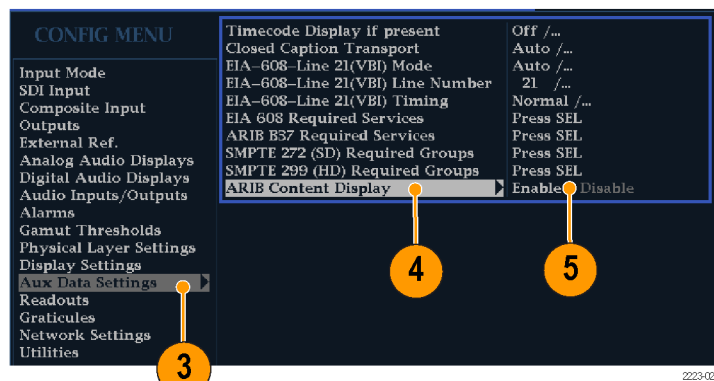 CONFIG MENU
Input Mode
SDI Input
Composite Input
Outputs
External Ref.
Analog Audio Displays
Digital Audio Displays
Audio Inputs/Outputs
Alarms
Gamut Thresholds
Physical Layer Settings
Display Settings
Aux Data Settings
Readouts
Graticules
Network Settings
Utilities
3
Timecode Display if present Off /...
Closed Caption Transport Auto /...
EIA-608-Line 21(VBI) Mode Auto /...
EIA-608-Line 21(VBI) Line Number 21 /...
EIA-608-Line 21(VBI) Timing Normal /...
EIA 608 Required Services Press SEL
ARIB B37 Required Services Press SEL
SMPTE 272 (SD) Required Groups Press SEL
SMPTE 299 (HD) Required Groups Press SEL
ARIB Content Display Enable Disable
4
5
2223-02